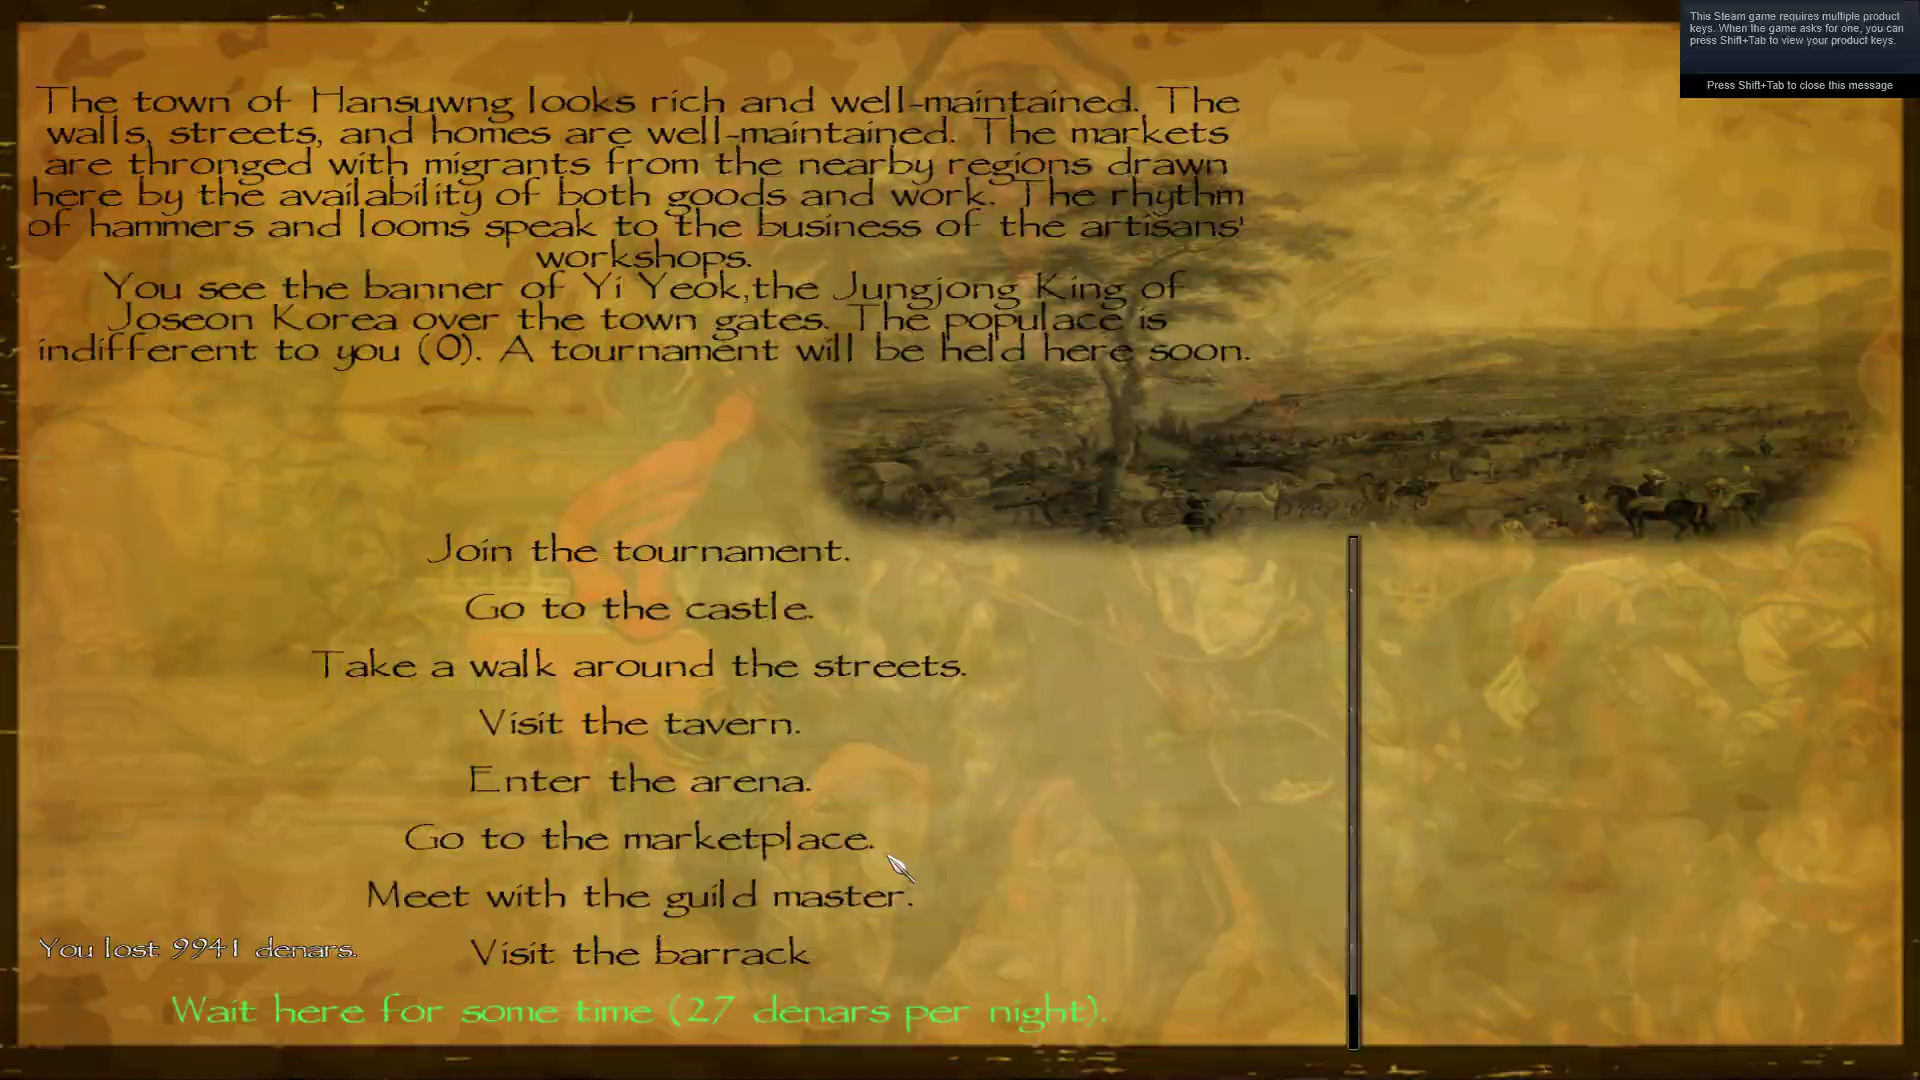 This Steam game requires multiple product
keys. When the game asks for one, you can
press Shift+Tab to view your product keys.
Press Shift+Tab to close this message
The town of Hansuwng looks rich and well-maintained. The
walls, streets, and homes are well-maintained. The markets
are thronged with migrants from the nearby regions drawn
here by the availability of both goods and work. The rhythm
of hammers and looms speak to the business of the artisans'
workshops.
You see the banner of Yi Yeok,the Jungjong King of
Joseon Korea over the town gates. The populace is
indifferent to you (0). A tournament will be held here soon.
Join the tournament.
Go to the castle.
Take a walk around the streets.
Visit the tavern.
Enter the arena.
Go to the marketplace.
Meet with the guild master.
You lost 9941 denars.
Visit the barrack
Wait here for some time (27 denars per night).